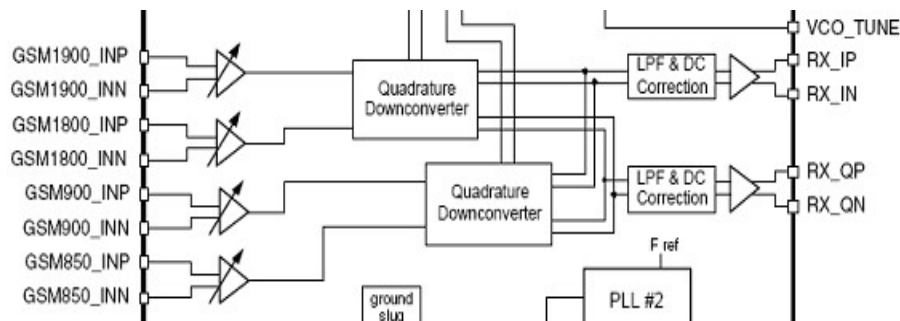 VCO_TUNE
GSM1900_INP
GSM1900_INN
Quadrature
Downconverter
LPF & DC
Correction
RX_IP
RX_IN
GSM1800_INP
GSM1800_INN
GSM900_INP
GSM900_INN
Quadrature
Downconverter
LPF & DC
Correction
RX_QP
RX_QN
GSM850_INP
GSM850_INN
F ref
ground
slug
PLL #2